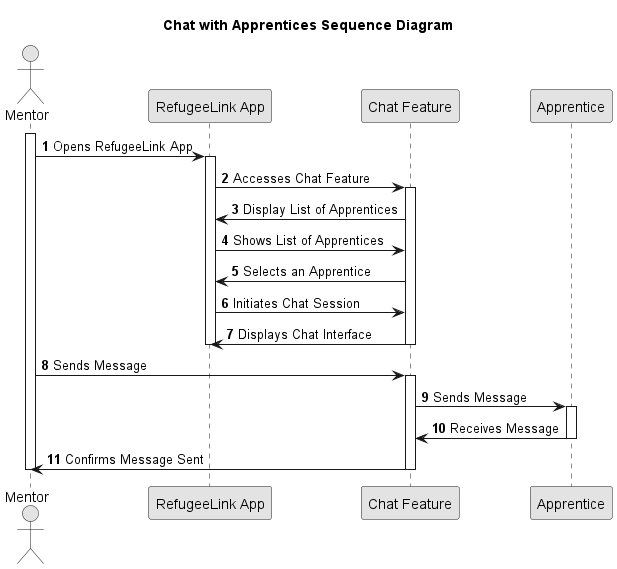 Chat with Apprentices Sequence Diagram
Mentor
RefugeeLink App
Chat Feature
Apprentice
1 Opens RefugeeLink App
2 Accesses Chat Feature
3 Display List of Apprentices
4 Shows List of Apprentices
5 Selects an Apprentice
6 Initiates Chat Session
7 Displays Chat Interface
8 Sends Message
9 Sends Message
10 Receives Message
11 Confirms Message Sent
Mentor
RefugeeLink App
Chat Feature
Apprentice